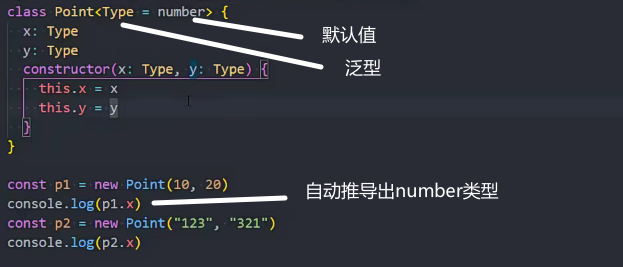 class Point<Type = number> {
默认值
x: Type
y: Type
泛型
constructor(x: Type, y: Type) {
this.x = x
this.y = y
}
}
const p1 = new Point(10, 20)
自动推导出number类型
console.log(p1.x)
const p2 = new Point("123", "321")
console.log(p2.x)